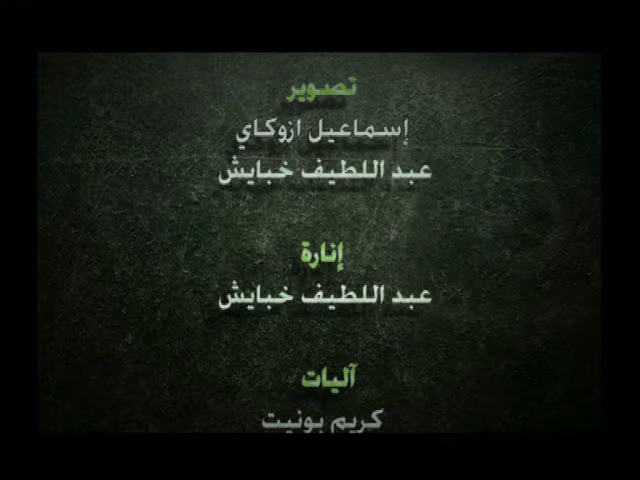 تصوير
إسماعيل ازوكاي
عبد اللطيف خبايش
إنارة
عبد اللطيف خبايش
آليات
كريم بونيت